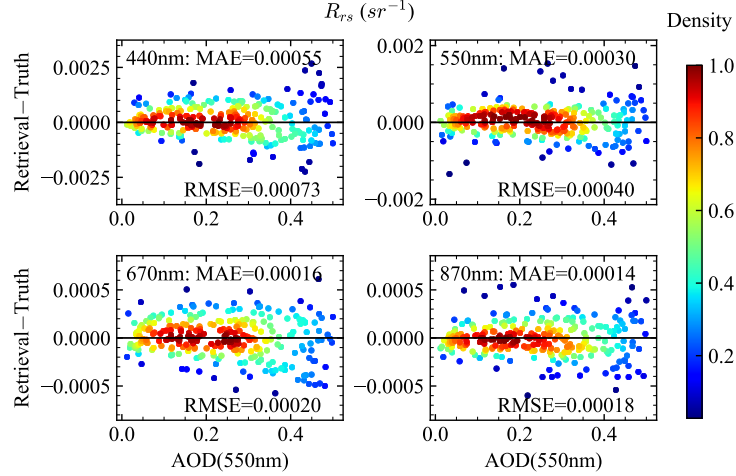 R_rs (sr⁻¹)
Density
440nm: MAE=0.00055
RMSE=0.00073
Retrieval−Truth
0.0025
0.0000
−0.0025
0.0 0.2 0.4
550nm: MAE=0.00030
RMSE=0.00040
0.002
0.000
−0.002
0.0 0.2 0.4
670nm: MAE=0.00016
RMSE=0.00020
Retrieval−Truth
0.0005
0.0000
−0.0005
0.0 0.2 0.4
AOD(550nm)
870nm: MAE=0.00014
RMSE=0.00018
0.0005
0.0000
−0.0005
0.0 0.2 0.4
AOD(550nm)
1.0
0.8
0.6
0.4
0.2